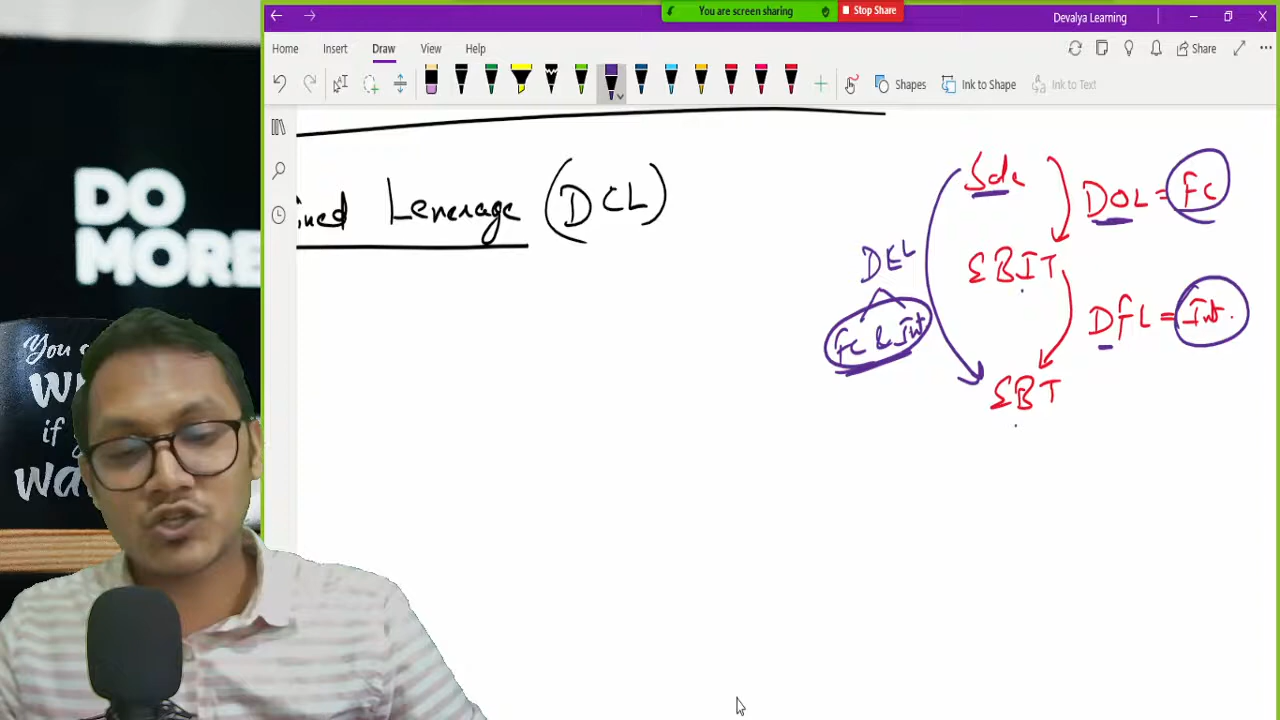 You are screen sharing
Stop Share
Devalya Learning
Home
Insert
Draw
View
Help
Share
Shapes
Ink to Shape
Ink to Text
DO
MORE
You
if
ined Leverage (DCL)
Sale
DOL = FC
EBIT
DFL = Int.
EBT
DCL
FC & Int